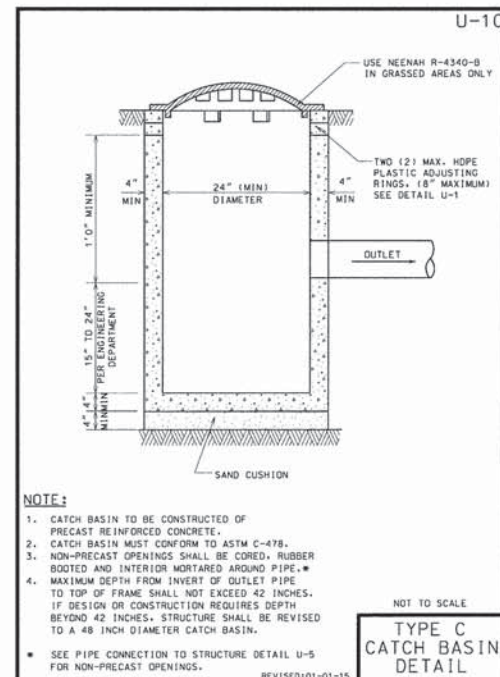 U-10
USE NEENAH R-4340-B
IN GRASSED AREAS ONLY
TWO (2) MAX. HDPE
PLASTIC ADJUSTING
RINGS. (8" MAXIMUM)
SEE DETAIL U-1
4"
MIN
24" (MIN)
DIAMETER
4"
MIN
1'0" MINIMUM
OUTLET
15" TO 24"
PER ENGINEERING
DEPARTMENT
4"
MIN
4"
MIN
SAND CUSHION
NOTE:
1. CATCH BASIN TO BE CONSTRUCTED OF
PRECAST REINFORCED CONCRETE.
2. CATCH BASIN MUST CONFORM TO ASTM C-478.
3. NON-PRECAST OPENINGS SHALL BE CORED, RUBBER
BOOTED AND INTERIOR MORTARED AROUND PIPE.*
4. MAXIMUM DEPTH FROM INVERT OF OUTLET PIPE
TO TOP OF FRAME SHALL NOT EXCEED 42 INCHES.
IF DESIGN OR CONSTRUCTION REQUIRES DEPTH
BEYOND 42 INCHES, STRUCTURE SHALL BE REVISED
TO A 48 INCH DIAMETER CATCH BASIN.
* SEE PIPE CONNECTION TO STRUCTURE DETAIL U-5
FOR NON-PRECAST OPENINGS.
REVISED:01-01-15
NOT TO SCALE
TYPE C
CATCH BASIN
DETAIL